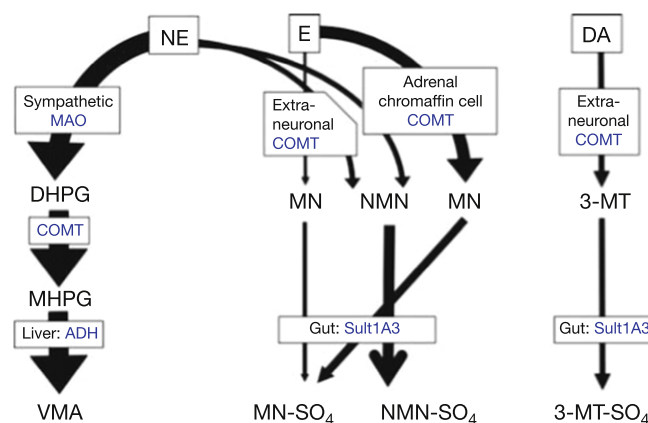 NE
E
DA
Sympathetic
MAO
Extra-
neuronal
COMT
Adrenal
chromaffin cell
COMT
Extra-
neuronal
COMT
DHPG
MN
NMN
MN
3-MT
COMT
MHPG
Liver: ADH
Gut: Sult1A3
Gut: Sult1A3
VMA
MN-SO₄
NMN-SO₄
3-MT-SO₄